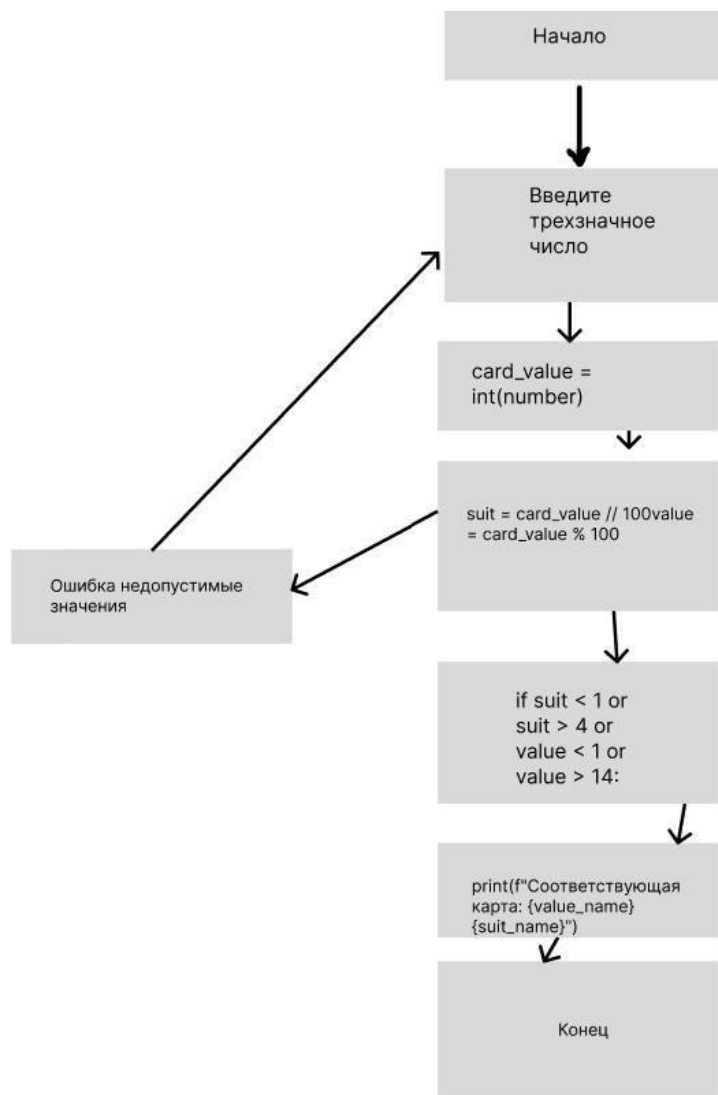 Начало
Введите
трехзначное
число
card_value =
int(number)
suit = card_value // 100value
= card_value % 100
Ошибка недопустимые
значения
if suit < 1 or
suit > 4 or
value < 1 or
value > 14:
print(f"Соответствующая
карта: {value_name}
{suit_name}")
Конец